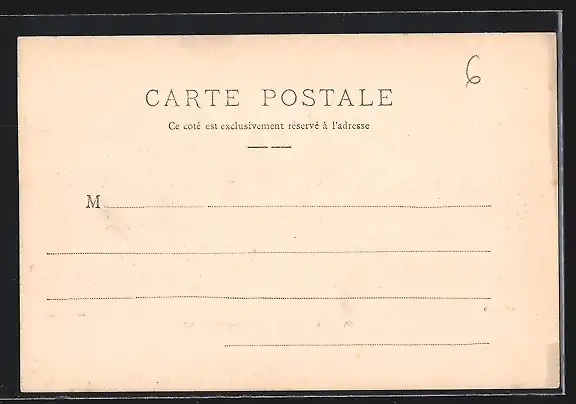 6
CARTE POSTALE
Ce coté est exclusivement réservé à l'adresse
M